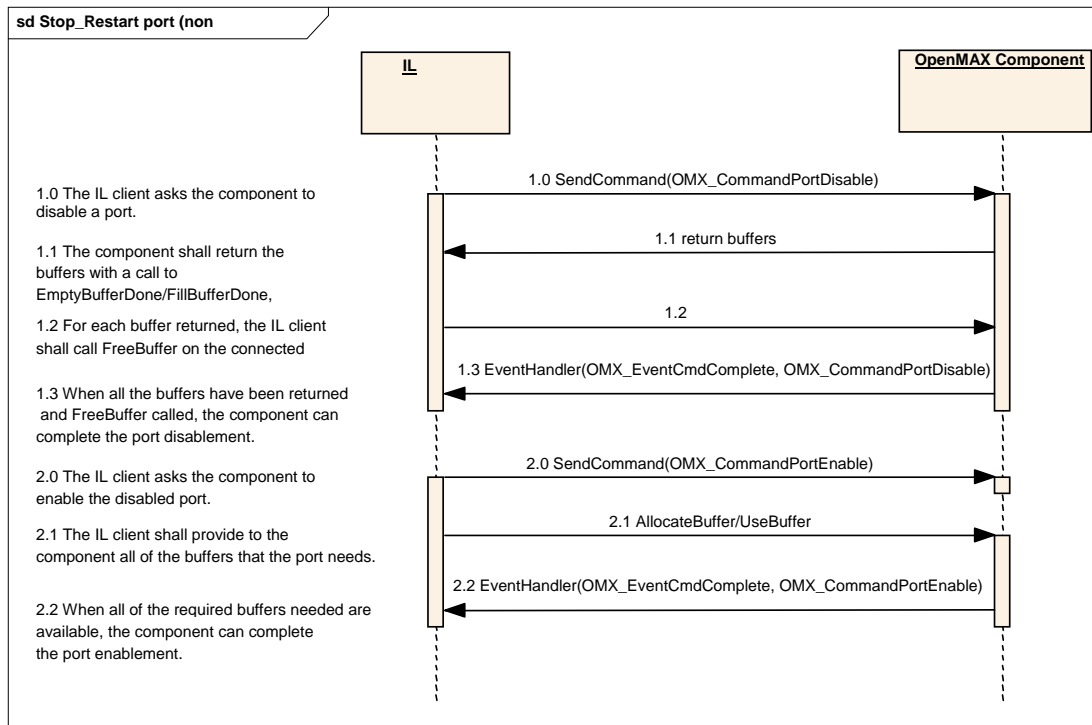 sd Stop_Restart port (non
IL
OpenMAX Component
1.0 The IL client asks the component to
disable a port.
1.0 SendCommand(OMX_CommandPortDisable)
1.1 The component shall return the
buffers with a call to
EmptyBufferDone/FillBufferDone,
1.1 return buffers
1.2 For each buffer returned, the IL client
shall call FreeBuffer on the connected
1.2
1.3 When all the buffers have been returned
and FreeBuffer called, the component can
complete the port disablement.
1.3 EventHandler(OMX_EventCmdComplete, OMX_CommandPortDisable)
2.0 The IL client asks the component to
enable the disabled port.
2.0 SendCommand(OMX_CommandPortEnable)
2.1 The IL client shall provide to the
component all of the buffers that the port needs.
2.1 AllocateBuffer/UseBuffer
2.2 When all of the required buffers needed are
available, the component can complete
the port enablement.
2.2 EventHandler(OMX_EventCmdComplete, OMX_CommandPortEnable)